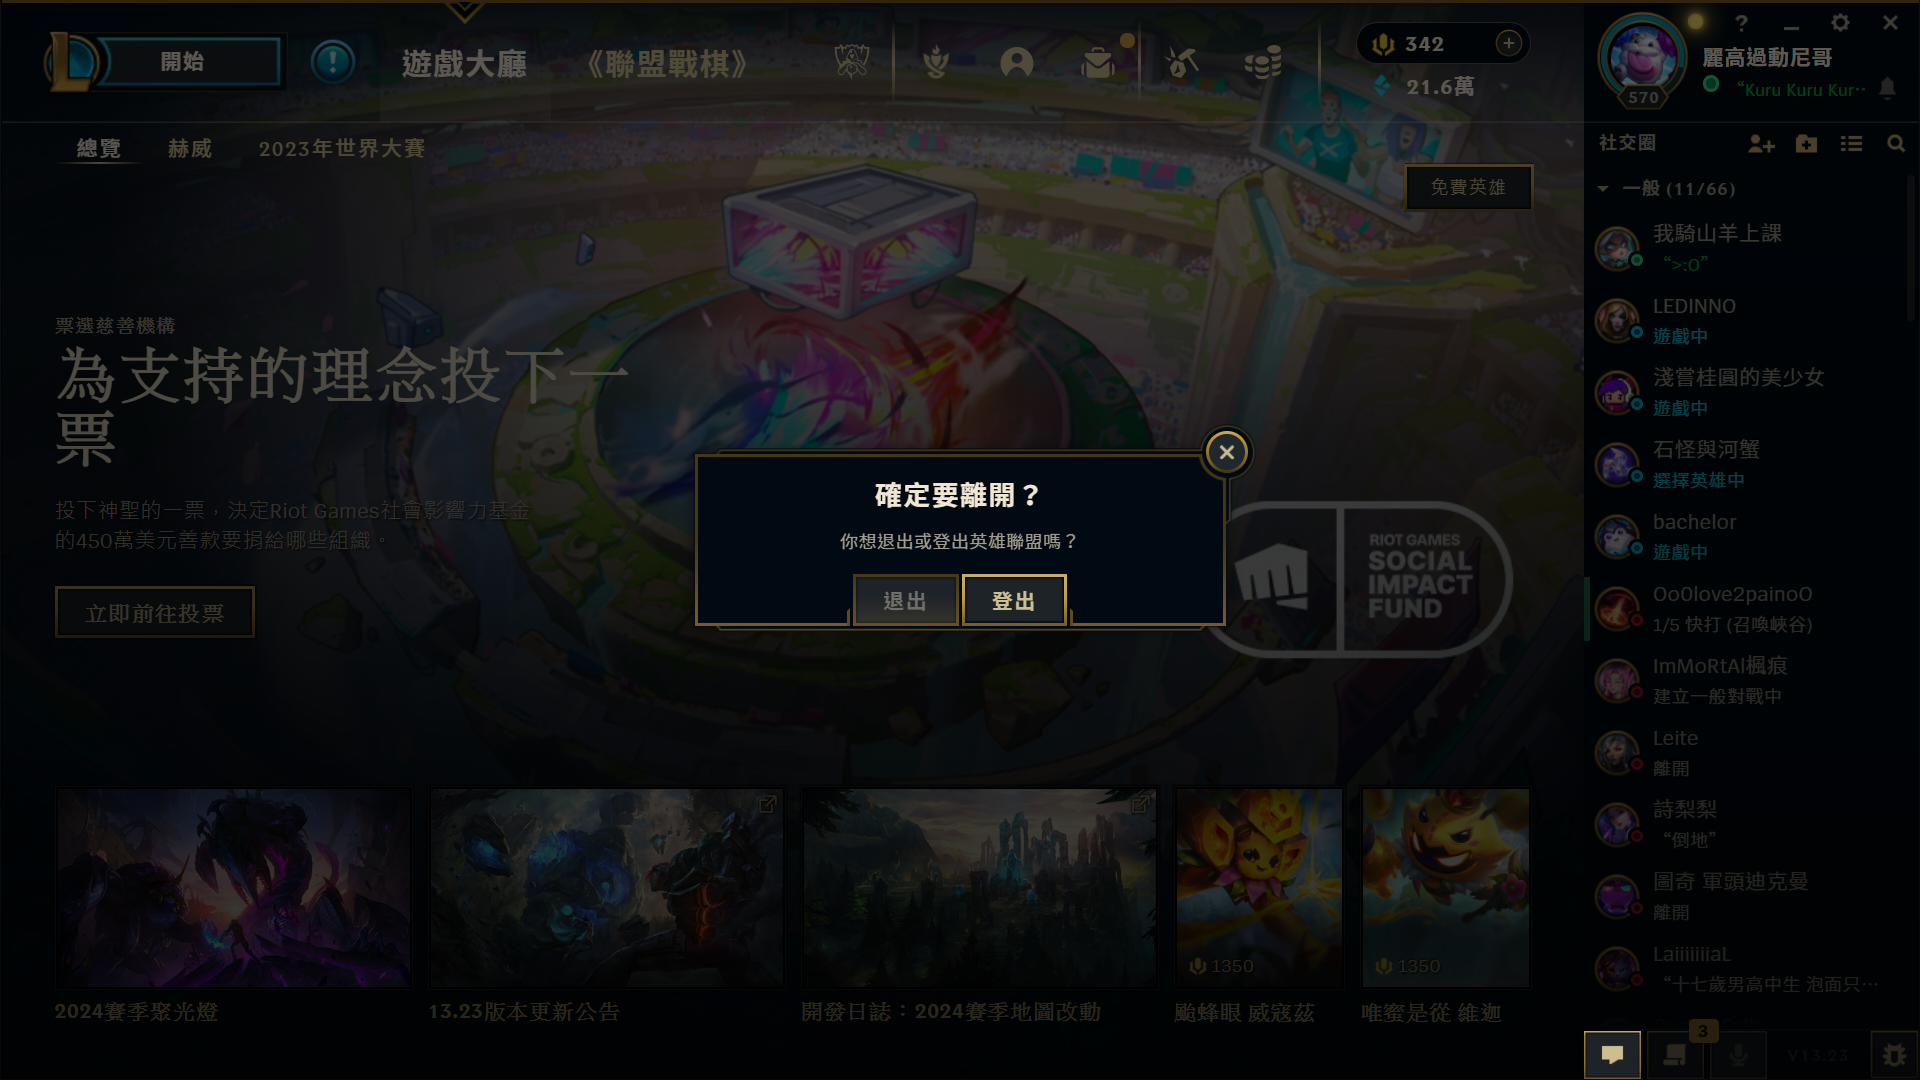 開始
遊戲大廳
《聯盟戰棋》
342
21.6萬
麗高過動尼哥
570
“Kuru Kuru Kur…
總覽
赫威
2023年世界大賽
社交圈
免費英雄
一般 (11/66)
我騎山羊上課
“>:O”
LEDINNO
遊戲中
淺嘗桂圓的美少女
遊戲中
石怪與河蟹
選擇英雄中
bachelor
遊戲中
Oo0love2painoO
1/5 快打 (召喚峽谷)
ImMoRtAl楓痕
建立一般對戰中
Leite
離開
詩梨梨
“倒地”
圖奇 軍頭迪克曼
離開
LaiiiiiiiaL
“十七歲男高中生 泡面只…
票選慈善機構
為支持的理念投下一
票
投下神聖的一票，決定Riot Games社會影響力基金
的450萬美元善款要捐給哪些組織。
立即前往投票
確定要離開？
你想退出或登出英雄聯盟嗎？
退出
登出
RIOT GAMES
SOCIAL
IMPACT
FUND
1350
1350
2024賽季聚光燈
13.23版本更新公告
開發日誌：2024賽季地圖改動
颩蜂眼 威寇茲
唯蜜是從 維迦
3
V13.23